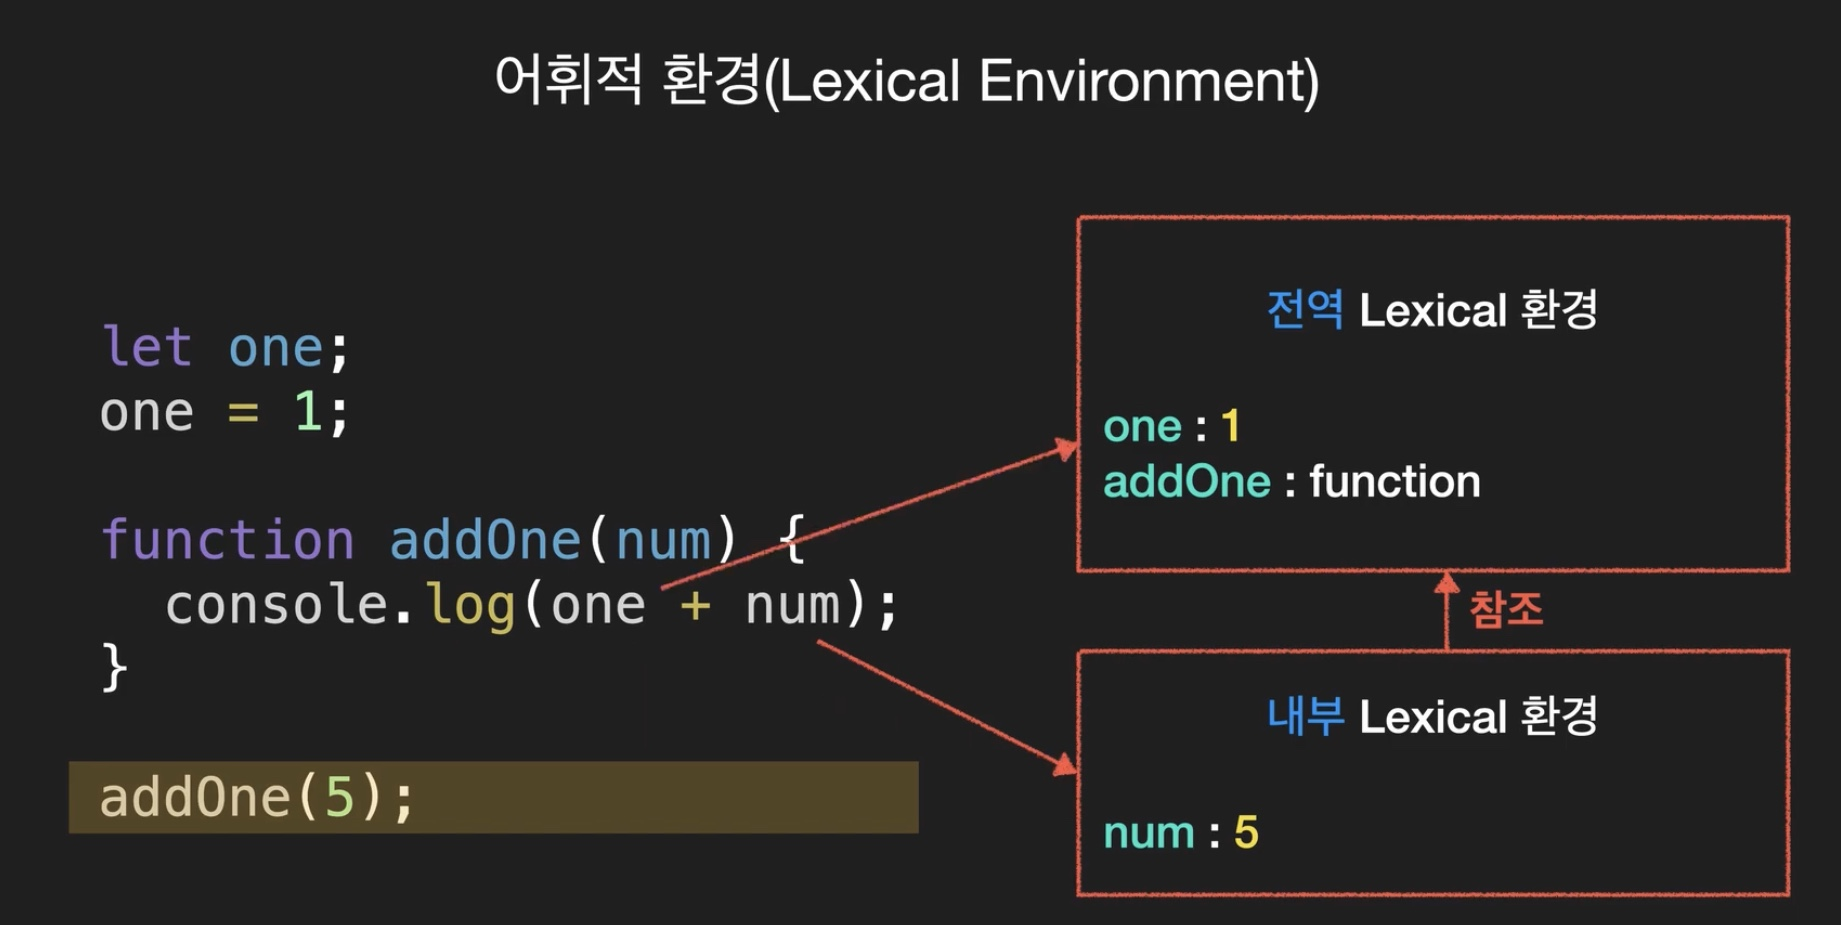 어휘적 환경(Lexical Environment)
let one;
one = 1;
function addOne(num) {
  console.log(one + num);
}
addOne(5);
전역 Lexical 환경
one : 1
addOne : function
참조
내부 Lexical 환경
num : 5